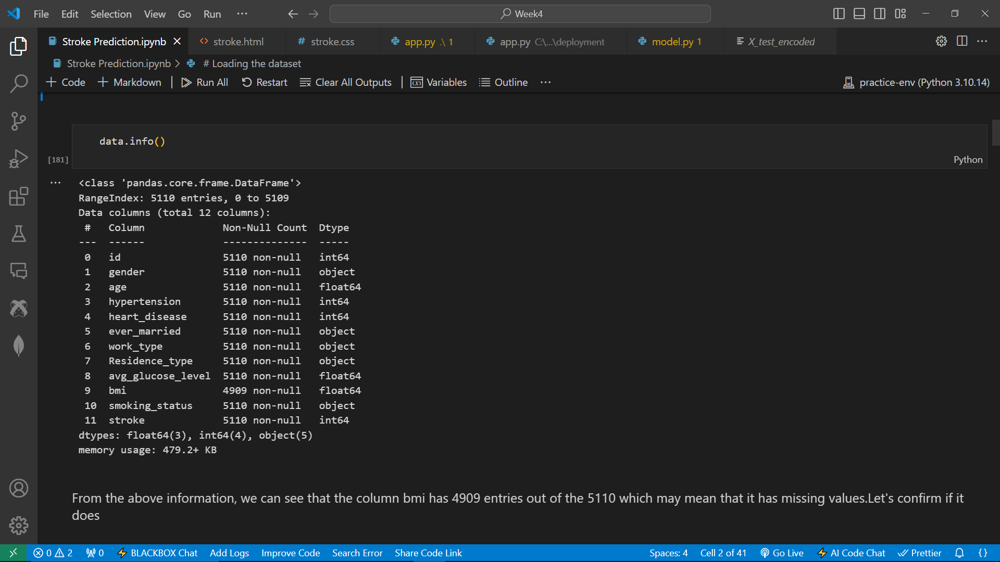 File Edit Selection View Go Run ··· Week4
Stroke Prediction.ipynb stroke.html # stroke.css app.py .\ 1 app.py C:\...\deployment model.py 1 X_test_encoded
Stroke Prediction.ipynb > # Loading the dataset
+ Code + Markdown | Run All Restart Clear All Outputs | Variables Outline ··· practice-env (Python 3.10.14)
data.info()
[181] Python
··· <class 'pandas.core.frame.DataFrame'>
RangeIndex: 5110 entries, 0 to 5109
Data columns (total 12 columns):
 #   Column             Non-Null Count  Dtype
---  ------             --------------  -----
 0   id                 5110 non-null   int64
 1   gender             5110 non-null   object
 2   age                5110 non-null   float64
 3   hypertension       5110 non-null   int64
 4   heart_disease      5110 non-null   int64
 5   ever_married       5110 non-null   object
 6   work_type          5110 non-null   object
 7   Residence_type     5110 non-null   object
 8   avg_glucose_level  5110 non-null   float64
 9   bmi                4909 non-null   float64
 10  smoking_status     5110 non-null   object
 11  stroke             5110 non-null   int64
dtypes: float64(3), int64(4), object(5)
memory usage: 479.2+ KB
From the above information, we can see that the column bmi has 4909 entries out of the 5110 which may mean that it has missing values.Let's confirm if it
does
0 2 0 BLACKBOX Chat Add Logs Improve Code Search Error Share Code Link Spaces: 4 Cell 2 of 41 Go Live AI Code Chat Prettier {}